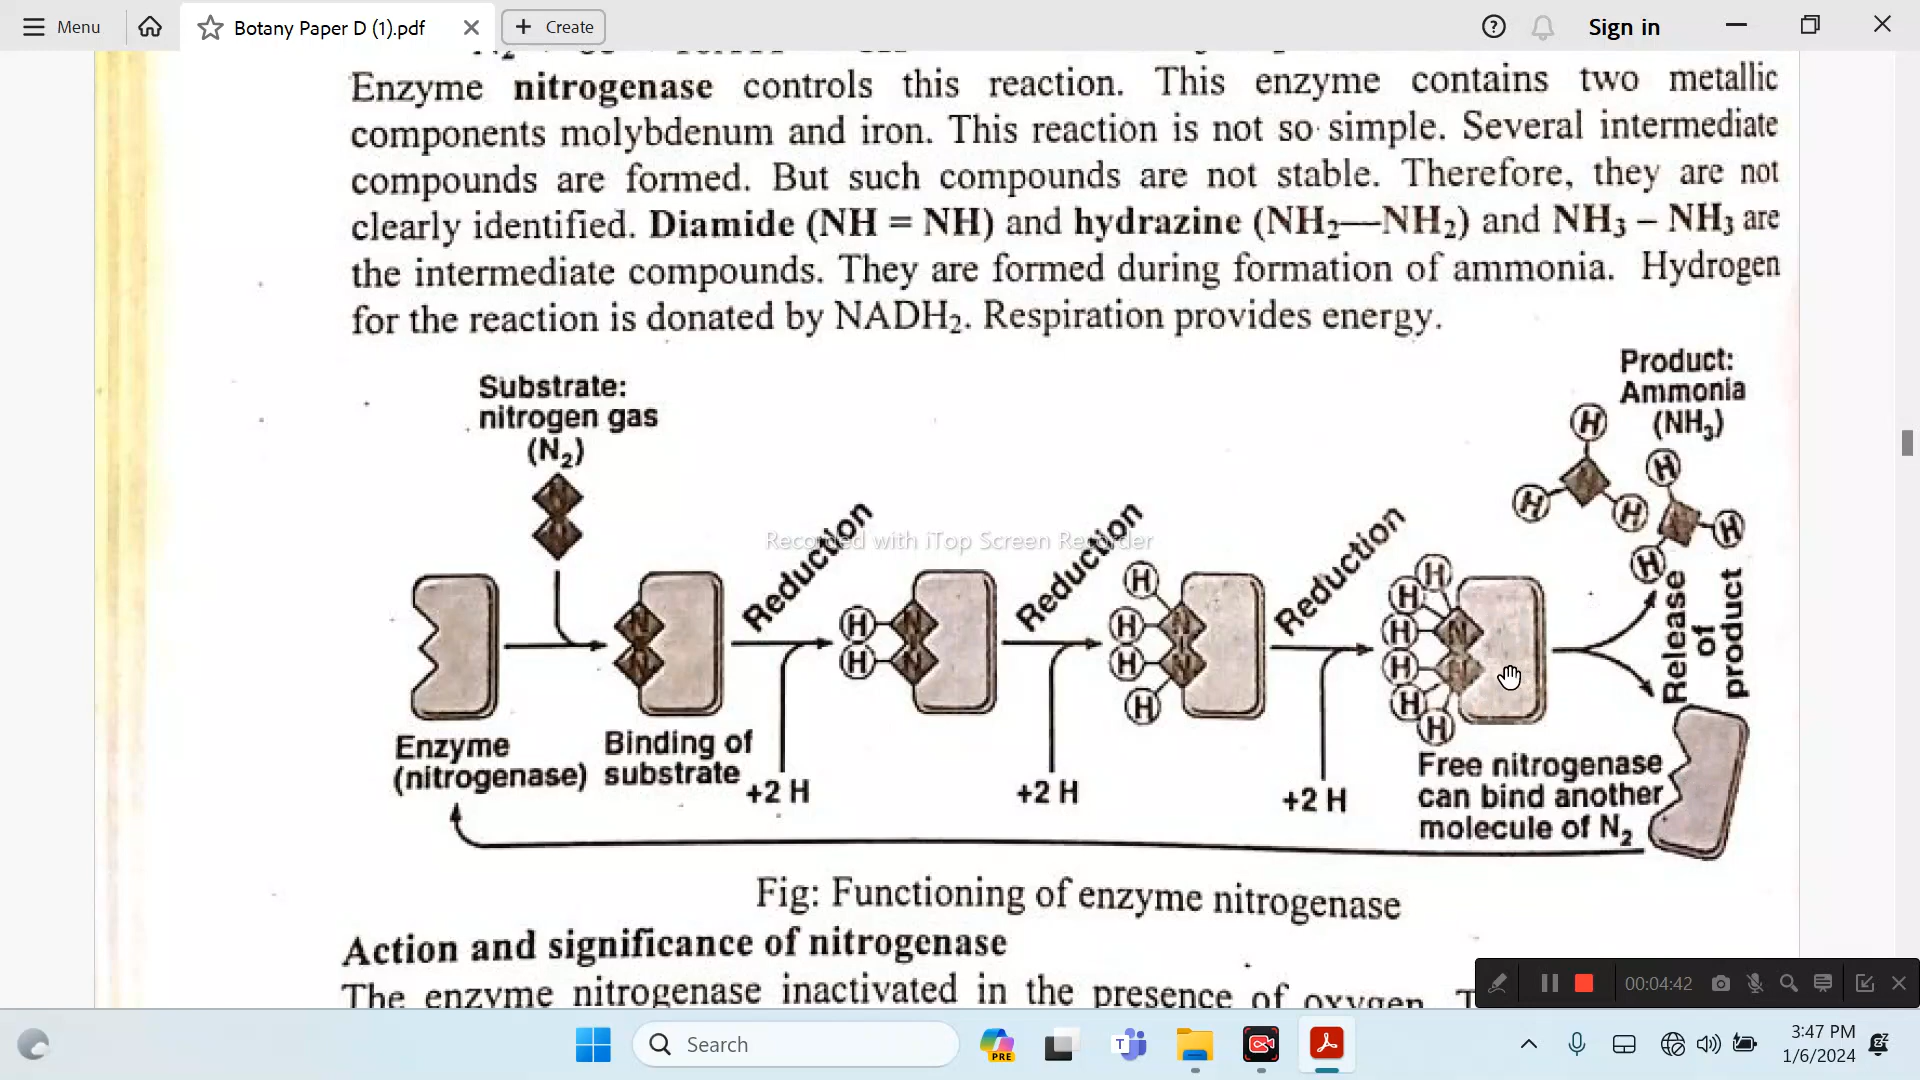 Menu
Botany Paper D (1).pdf
Create
Sign in
Enzyme nitrogenase controls this reaction. This enzyme contains two metallic
components molybdenum and iron. This reaction is not so simple. Several intermediate
compounds are formed. But such compounds are not stable. Therefore, they are not
clearly identified. Diamide (NH = NH) and hydrazine (NH₂—NH₂) and NH₃ – NH₃ are
the intermediate compounds. They are formed during formation of ammonia. Hydrogen
for the reaction is donated by NADH₂. Respiration provides energy.
Substrate:
nitrogen gas
(N₂)
Product:
Ammonia
(NH₃)
H
H
H
H
H
H
N
N
Recorded with iTop Screen Recorder
Reduction
Reduction
Reduction
N
N
H
N
H
N
H
H
N
H
N
H
H
H
H
N
H
N
H
H
Release
of
product
Enzyme
(nitrogenase)
Binding of
substrate
+2 H
+2 H
+2 H
Free nitrogenase
can bind another
molecule of N₂
Fig: Functioning of enzyme nitrogenase
Action and significance of nitrogenase
The enzyme nitrogenase inactivated in the presence of oxygen. T
00:04:42
Search
PRE
3:47 PM
1/6/2024